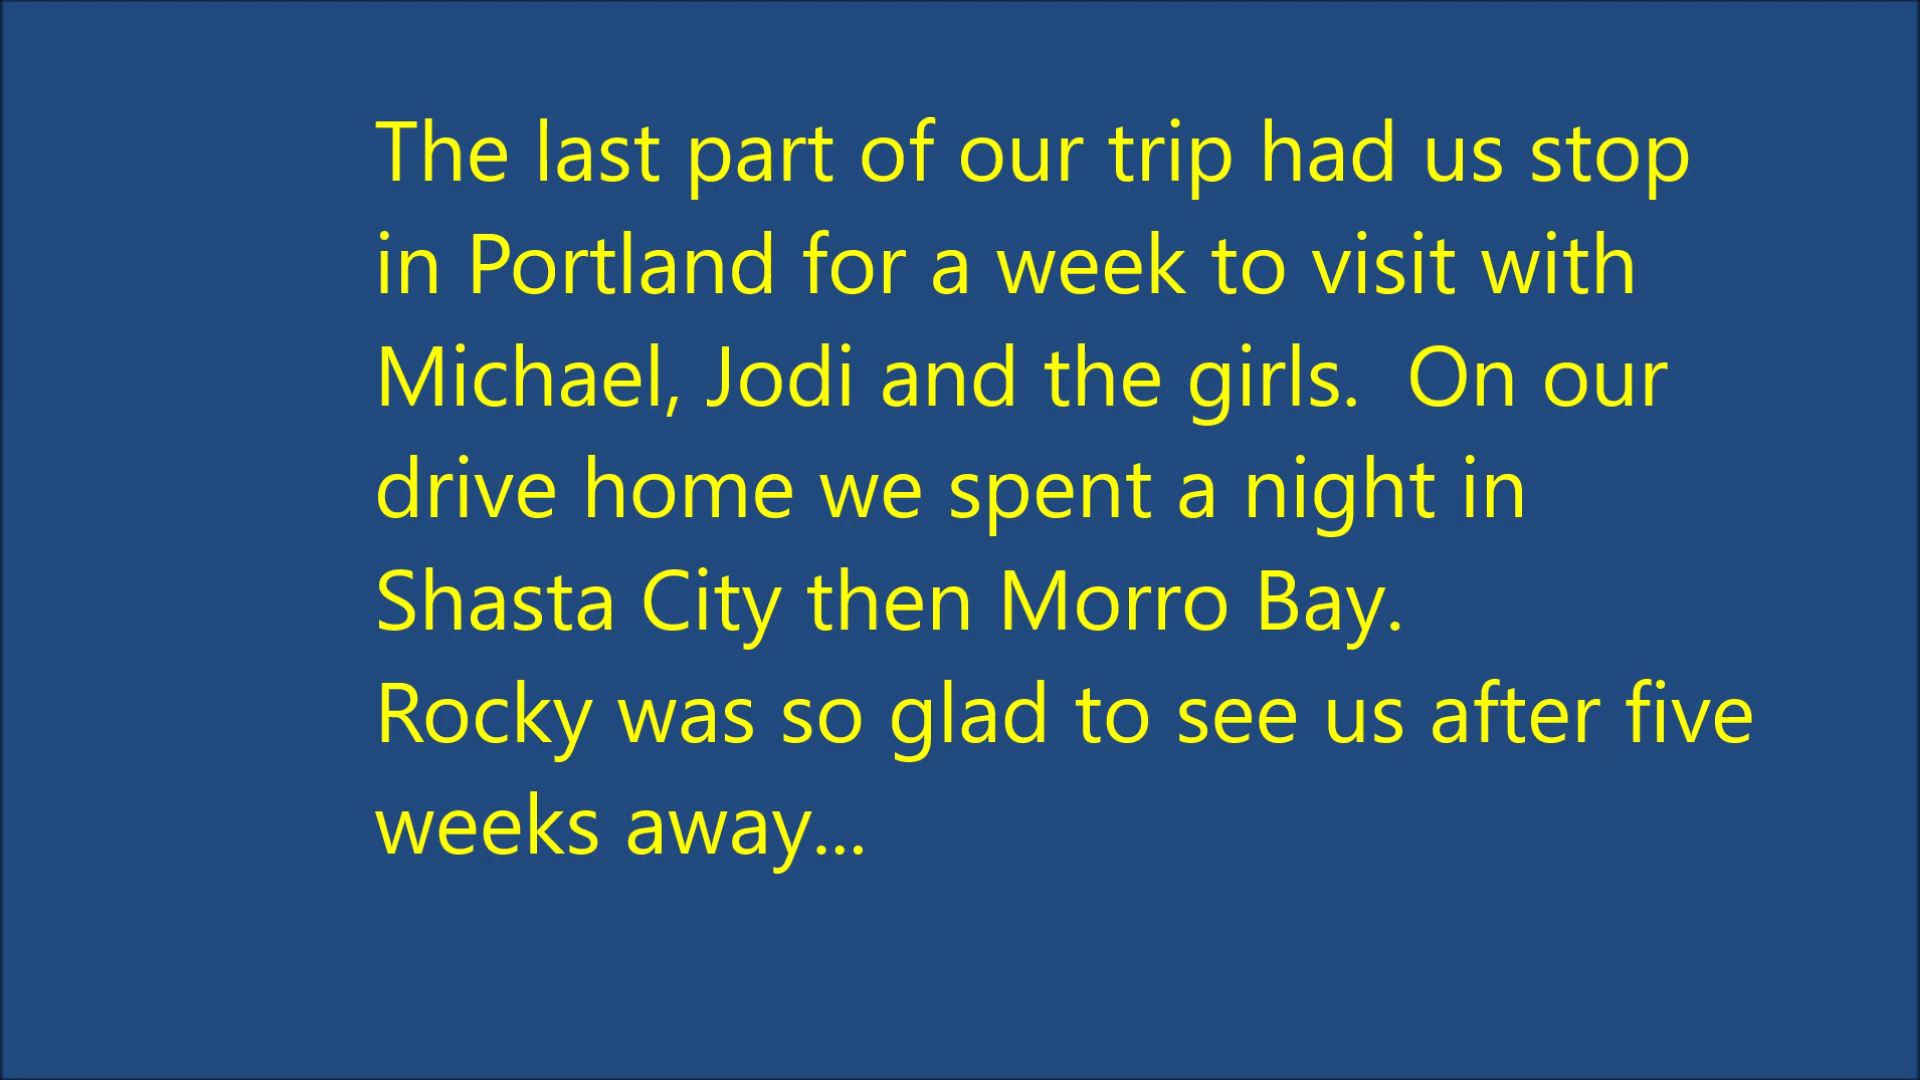 The last part of our trip had us stop
in Portland for a week to visit with
Michael, Jodi and the girls.  On our
drive home we spent a night in
Shasta City then Morro Bay.
Rocky was so glad to see us after five
weeks away...